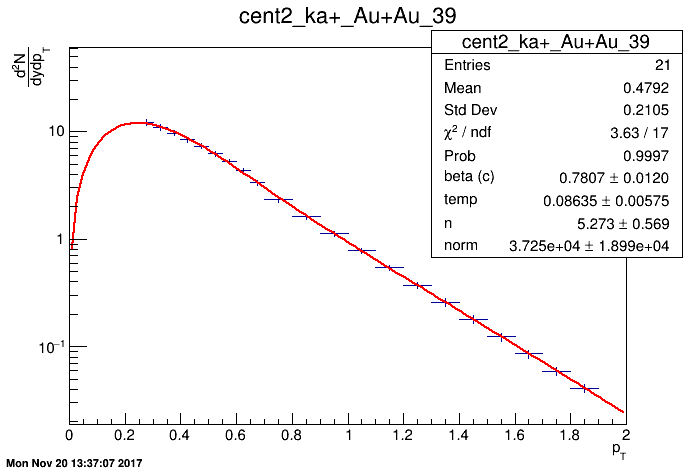 cent2_ka+_Au+Au_39
cent2_ka+_Au+Au_39
Entries 21
Mean 0.4792
Std Dev 0.2105
χ² / ndf 3.63 / 17
Prob 0.9997
beta (c) 0.7807 ± 0.0120
temp 0.08635 ± 0.00575
n 5.273 ± 0.569
norm 3.725e+04 ± 1.899e+04
d²N
dydp_T
10
1
10⁻¹
0 0.2 0.4 0.6 0.8 1 1.2 1.4 1.6 1.8 2
p_T
Mon Nov 20 13:37:07 2017